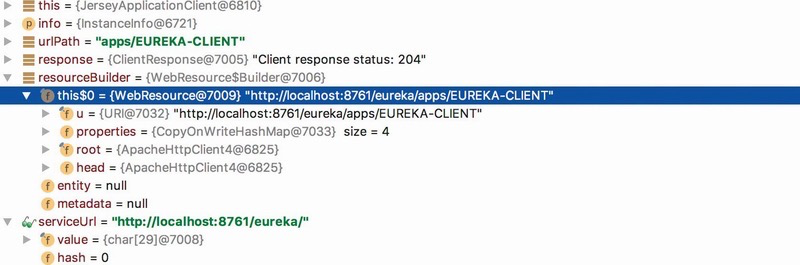 this = {JerseyApplicationClient@6810}
info = {InstanceInfo@6721}
urlPath = "apps/EUREKA-CLIENT"
response = {ClientResponse@7005} "Client response status: 204"
resourceBuilder = {WebResource$Builder@7006}
this$0 = {WebResource@7009} "http://localhost:8761/eureka/apps/EUREKA-CLIENT"
u = {URI@7032} "http://localhost:8761/eureka/apps/EUREKA-CLIENT"
properties = {CopyOnWriteHashMap@7033} size = 4
root = {ApacheHttpClient4@6825}
head = {ApacheHttpClient4@6825}
entity = null
metadata = null
serviceUrl = "http://localhost:8761/eureka/"
value = {char[29]@7008}
hash = 0